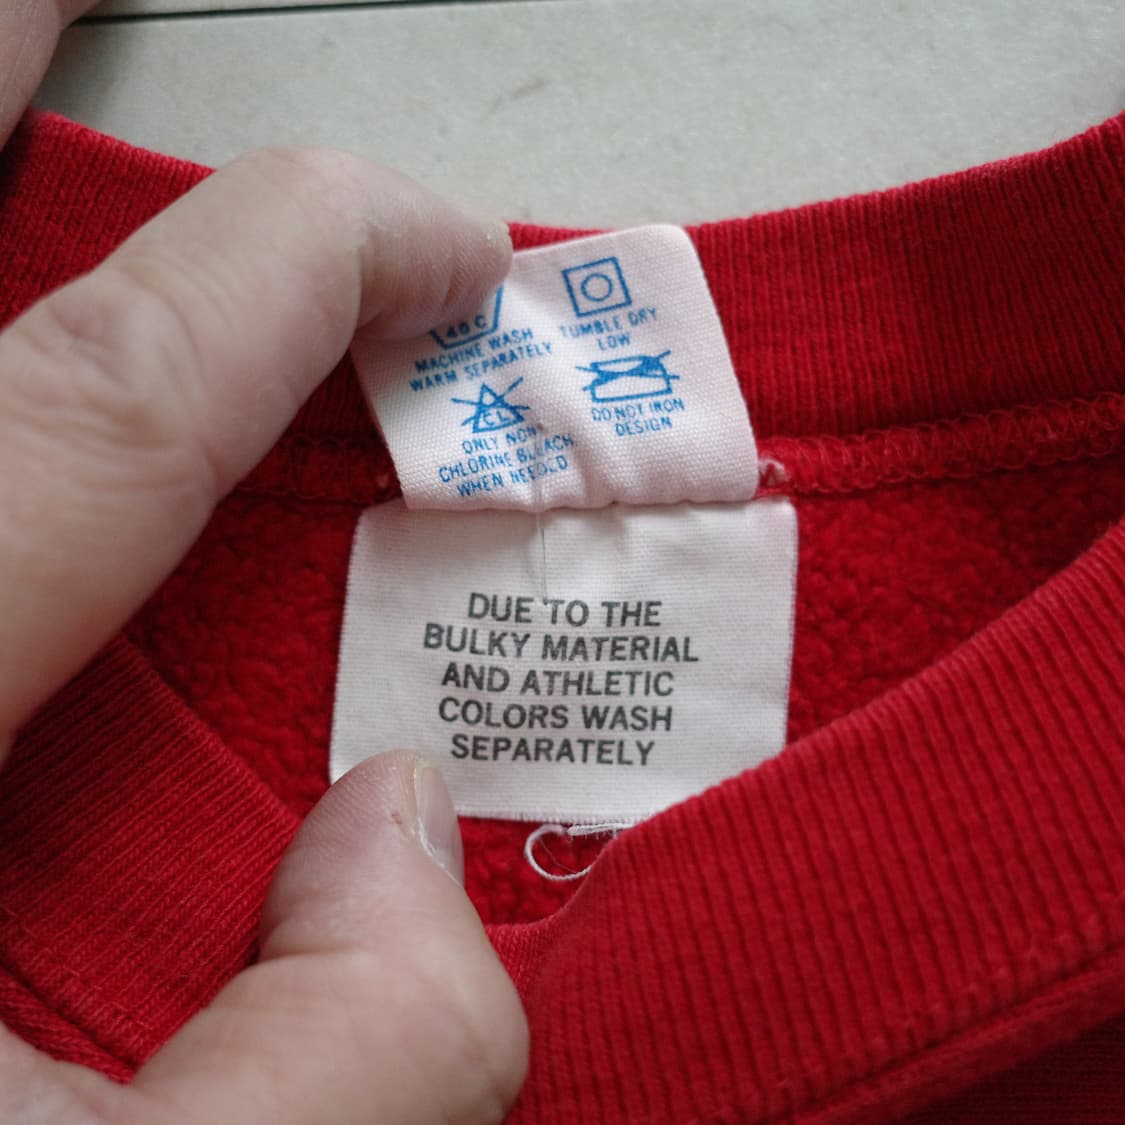 40 C
MACHINE WASH
WARM SEPARATELY
TUMBLE DRY
LOW
CL
ONLY NON
CHLORINE BLEACH
WHEN NEEDED
DO NOT IRON
DESIGN
DUE TO THE
BULKY MATERIAL
AND ATHLETIC
COLORS WASH
SEPARATELY